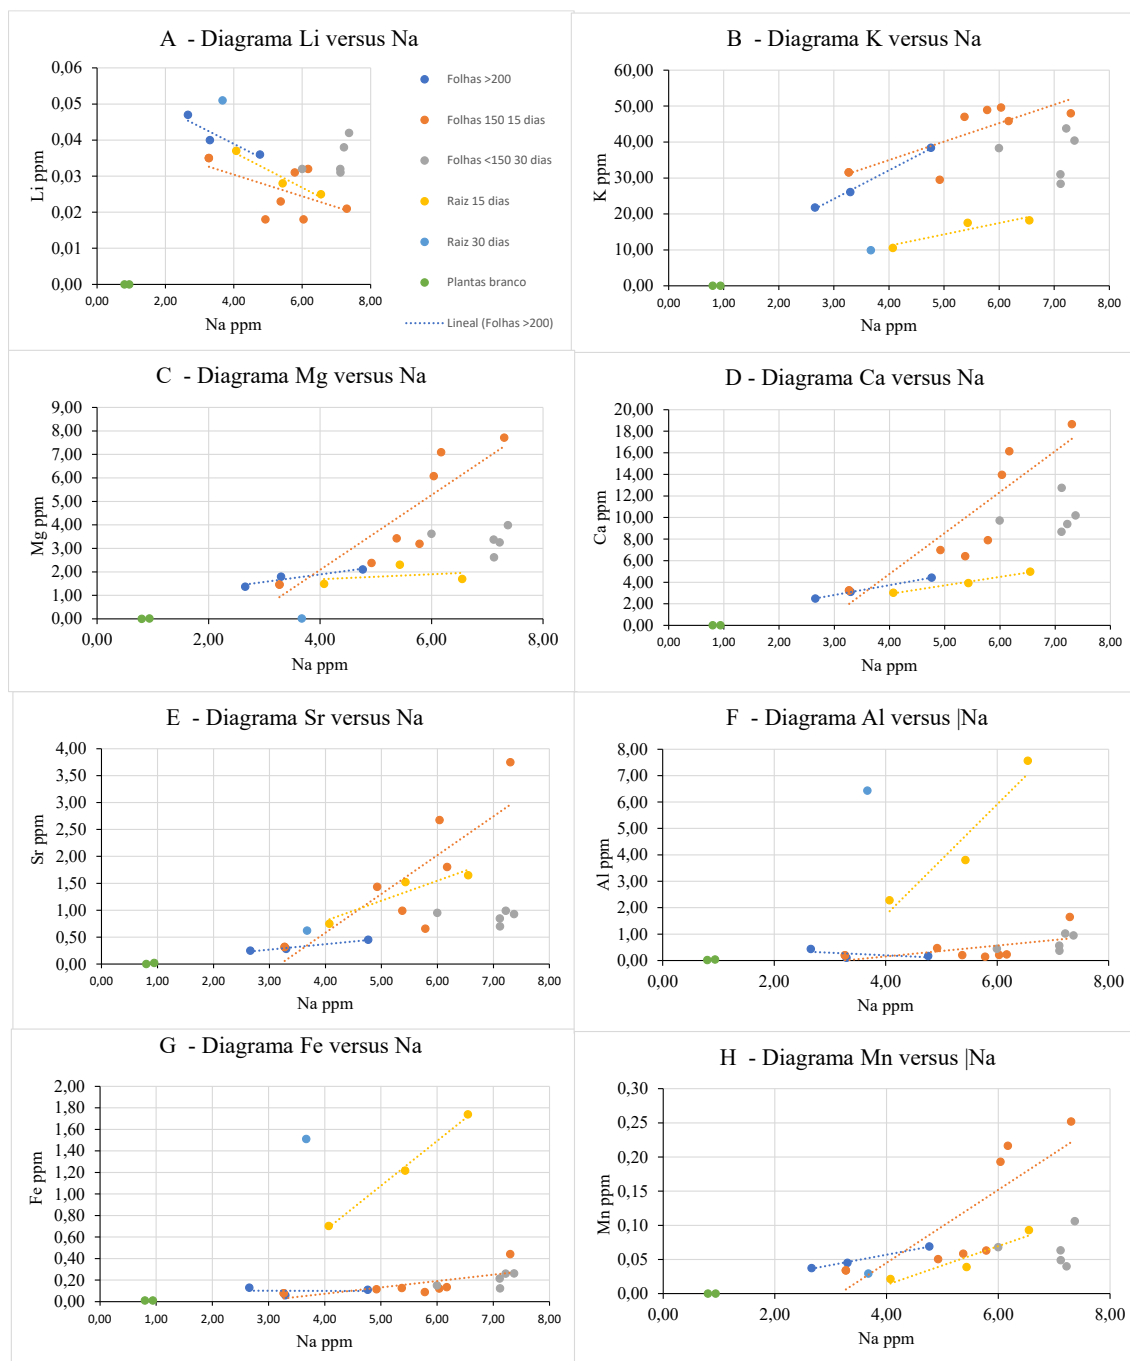 A - Diagrama Li versus Na
0,06
0,05
0,04
0,03
0,02
0,01
0,00
Li ppm
0,00 2,00 4,00 6,00 8,00
Na ppm
Folhas >200
Folhas 150 15 dias
Folhas <150 30 dias
Raiz 15 dias
Raiz 30 dias
Plantas branco
Lineal (Folhas >200)
B - Diagrama K versus Na
60,00
50,00
40,00
30,00
20,00
10,00
0,00
K ppm
0,00 1,00 2,00 3,00 4,00 5,00 6,00 7,00 8,00
Na ppm
C - Diagrama Mg versus Na
9,00
8,00
7,00
6,00
5,00
4,00
3,00
2,00
1,00
0,00
Mg ppm
0,00 2,00 4,00 6,00 8,00
Na ppm
D - Diagrama Ca versus Na
20,00
18,00
16,00
14,00
12,00
10,00
8,00
6,00
4,00
2,00
0,00
Ca ppm
0,00 1,00 2,00 3,00 4,00 5,00 6,00 7,00 8,00
Na ppm
E - Diagrama Sr versus Na
4,00
3,50
3,00
2,50
2,00
1,50
1,00
0,50
0,00
Sr ppm
0,00 1,00 2,00 3,00 4,00 5,00 6,00 7,00 8,00
Na ppm
F - Diagrama Al versus |Na
8,00
7,00
6,00
5,00
4,00
3,00
2,00
1,00
0,00
Al ppm
0,00 2,00 4,00 6,00 8,00
Na ppm
G - Diagrama Fe versus Na
2,00
1,80
1,60
1,40
1,20
1,00
0,80
0,60
0,40
0,20
0,00
Fe ppm
0,00 1,00 2,00 3,00 4,00 5,00 6,00 7,00 8,00
Na ppm
H - Diagrama Mn versus |Na
0,30
0,25
0,20
0,15
0,10
0,05
0,00
Mn ppm
0,00 2,00 4,00 6,00 8,00
Na ppm